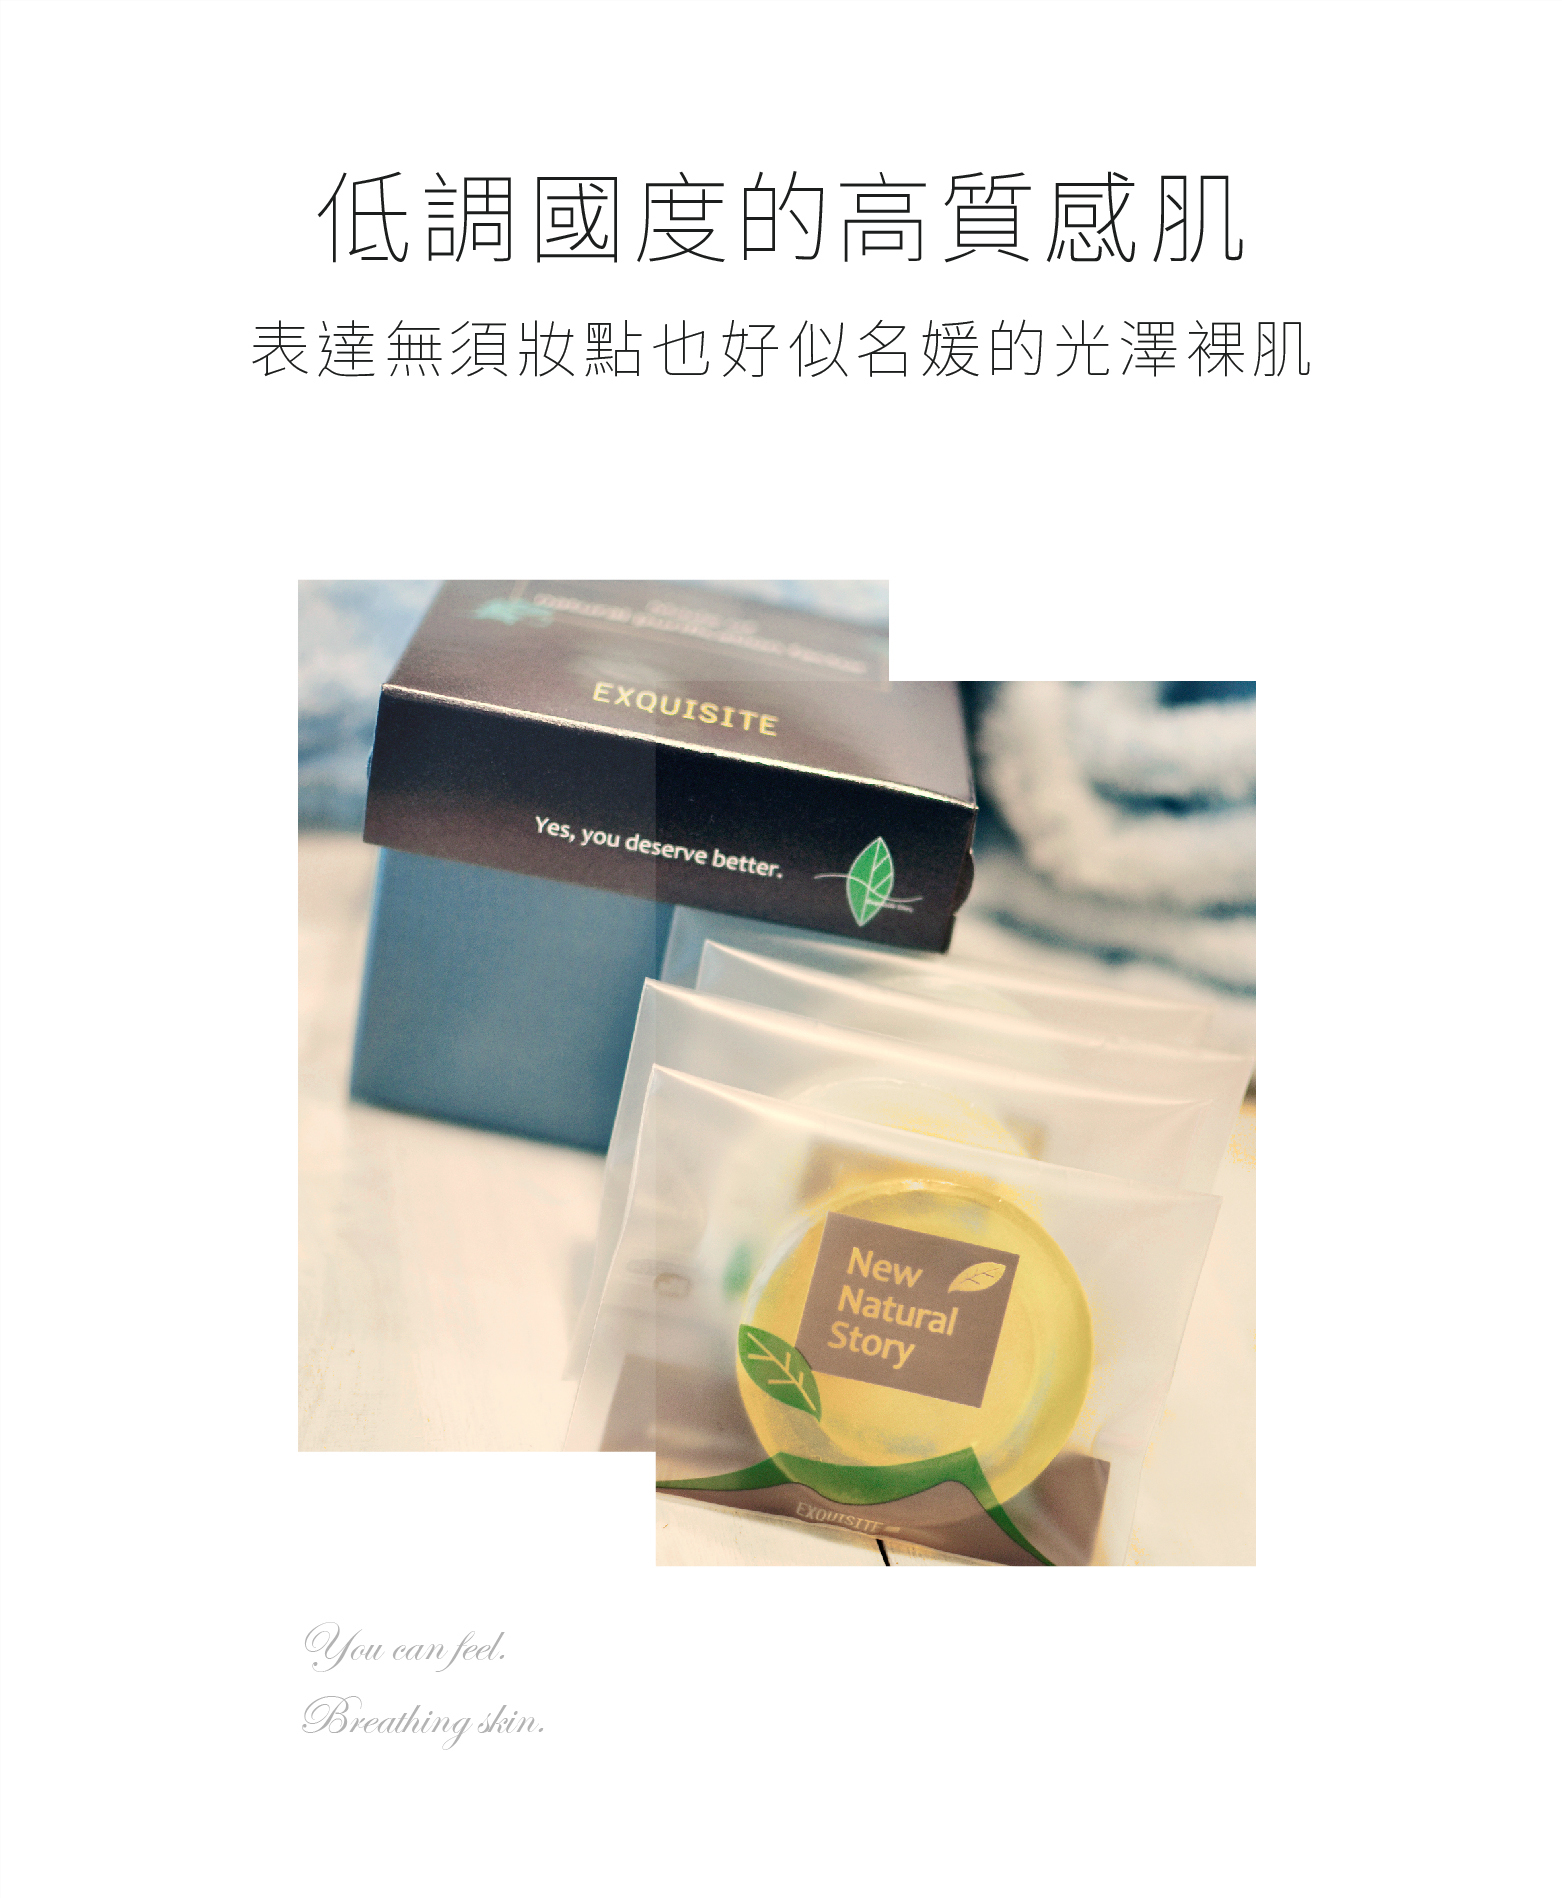 低調國度的高質感肌
表達無須妝點也好似名媛的光澤裸肌
EXQUISITE
Yes, you deserve better.
New
Natural
Story
EXQUISITE
You can feel.
Breathing skin.